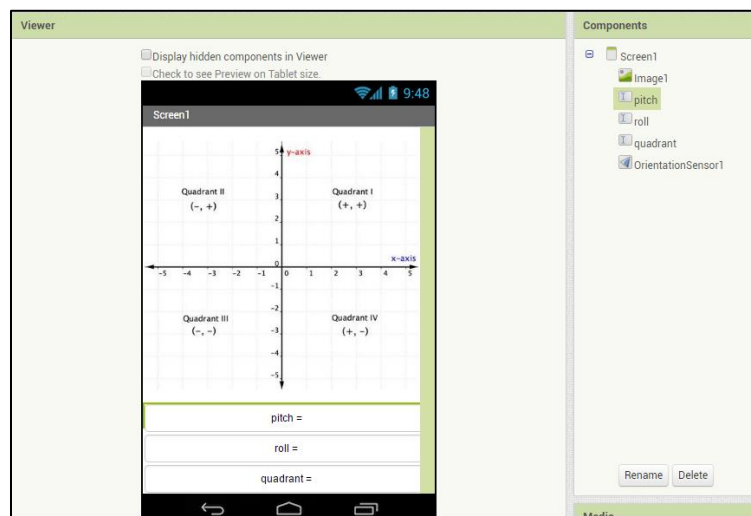 Viewer
Display hidden components in Viewer
Check to see Preview on Tablet size.
9:48
Screen1
5 y-axis
4
Quadrant II Quadrant I
3
(-, +) (+, +)
2
1
x-axis
0
-5 -4 -3 -2 -1 0 1 2 3 4 5
-1
-2
Quadrant III Quadrant IV
-3
(-, -) (+, -)
-4
-5
pitch =
roll =
quadrant =
Components
Screen1
Image1
pitch
roll
quadrant
OrientationSensor1
Rename Delete
Media